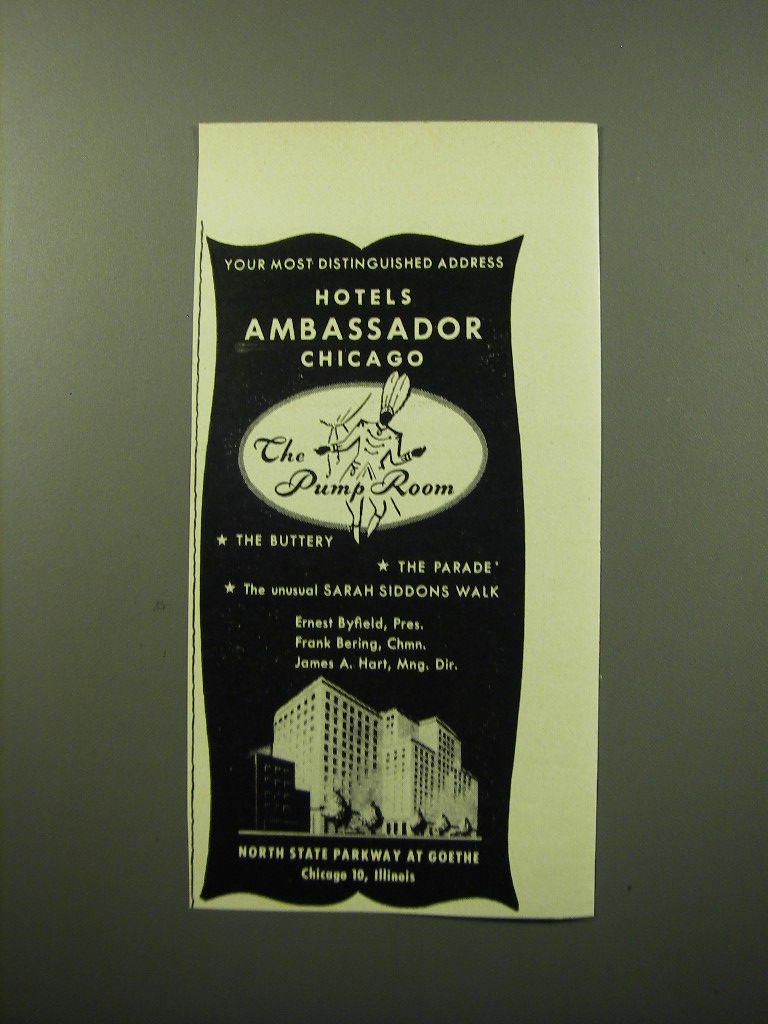 YOUR MOST DISTINGUISHED ADDRESS
HOTELS
AMBASSADOR
CHICAGO
The
Pump Room
★ THE BUTTERY
★ THE PARADE
★ The unusual SARAH SIDDONS WALK
Ernest Byfield, Pres.
Frank Bering, Chmn.
James A. Hart, Mng. Dir.
NORTH STATE PARKWAY AT GOETHE
Chicago 10, Illinois